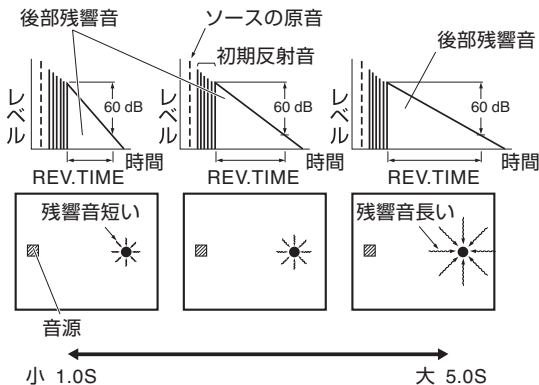 後部残響音
ソースの原音
初期反射音
後部残響音
レベル
60 dB
時間
REV.TIME
レベル
60 dB
時間
REV.TIME
レベル
60 dB
時間
REV.TIME
残響音短い
残響音長い
音源
小 1.0S
大 5.0S